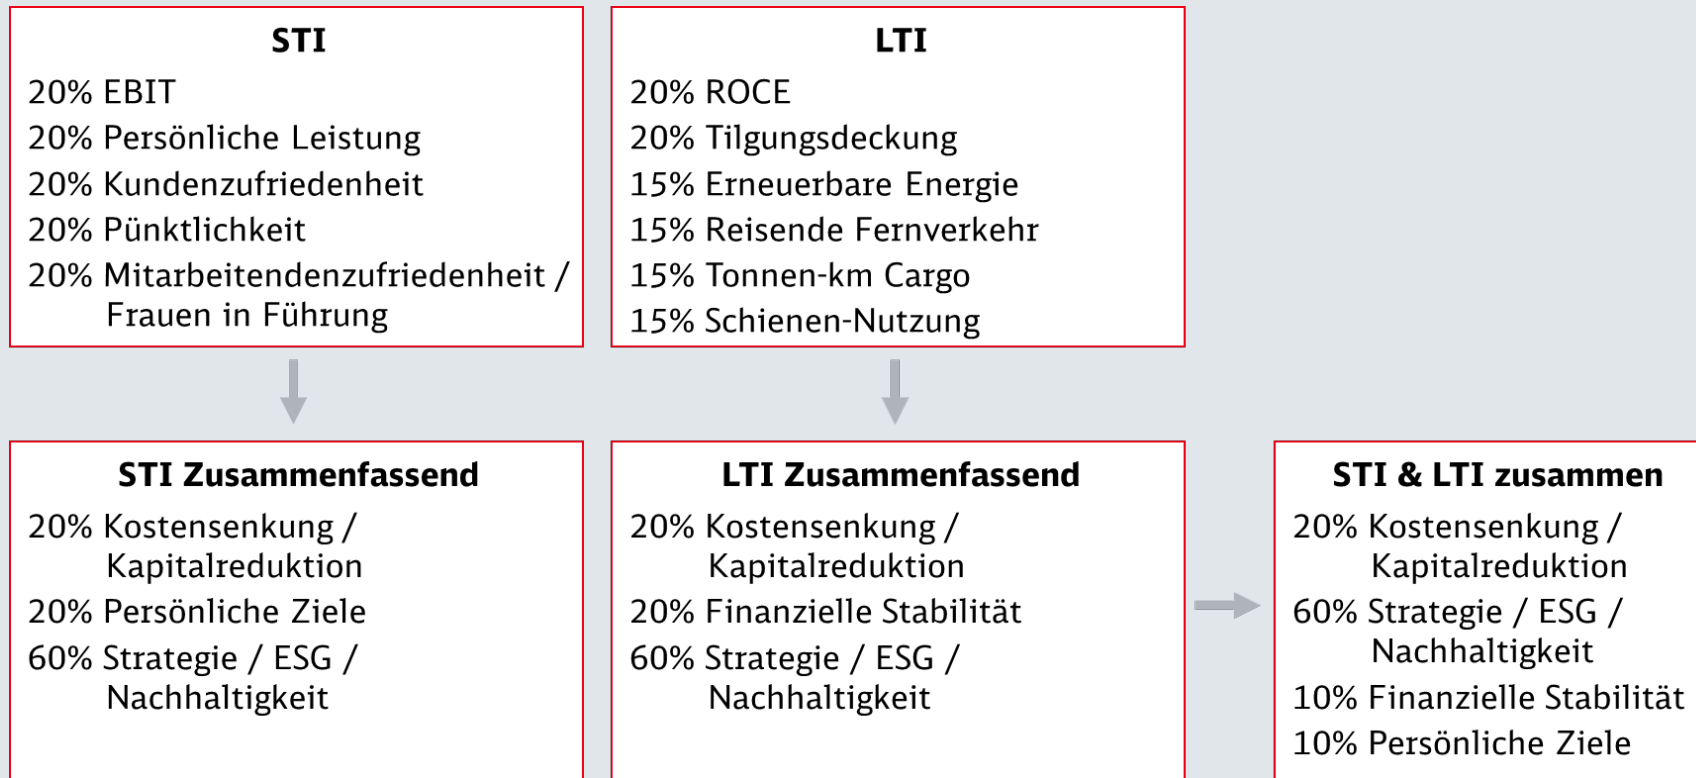 STI
20% EBIT
20% Persönliche Leistung
20% Kundenzufriedenheit
20% Pünktlichkeit
20% Mitarbeitendenzufriedenheit /
Frauen in Führung
LTI
20% ROCE
20% Tilgungsdeckung
15% Erneuerbare Energie
15% Reisende Fernverkehr
15% Tonnen-km Cargo
15% Schienen-Nutzung
STI Zusammenfassend
20% Kostensenkung /
Kapitalreduktion
20% Persönliche Ziele
60% Strategie / ESG /
Nachhaltigkeit
LTI Zusammenfassend
20% Kostensenkung /
Kapitalreduktion
20% Finanzielle Stabilität
60% Strategie / ESG /
Nachhaltigkeit
STI & LTI zusammen
20% Kostensenkung /
Kapitalreduktion
60% Strategie / ESG /
Nachhaltigkeit
10% Finanzielle Stabilität
10% Persönliche Ziele